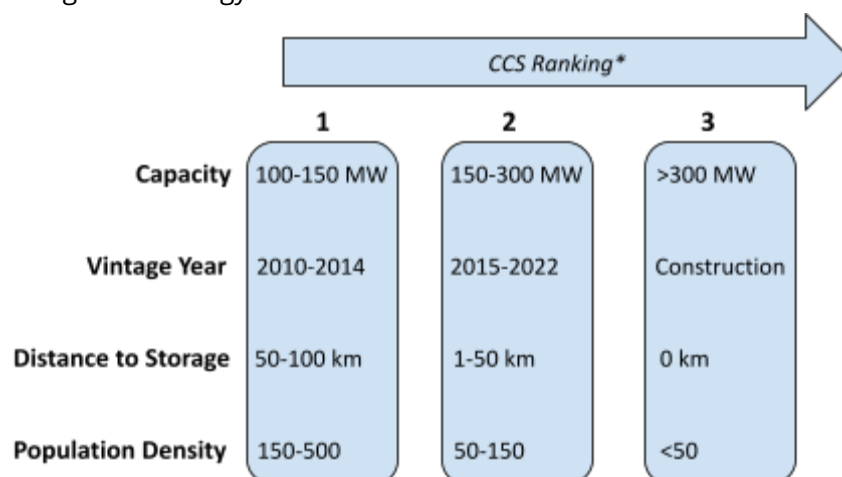 CCS Ranking*
1 2 3
Capacity 100-150 MW 150-300 MW >300 MW
Vintage Year 2010-2014 2015-2022 Construction
Distance to Storage 50-100 km 1-50 km 0 km
Population Density 150-500 50-150 <50